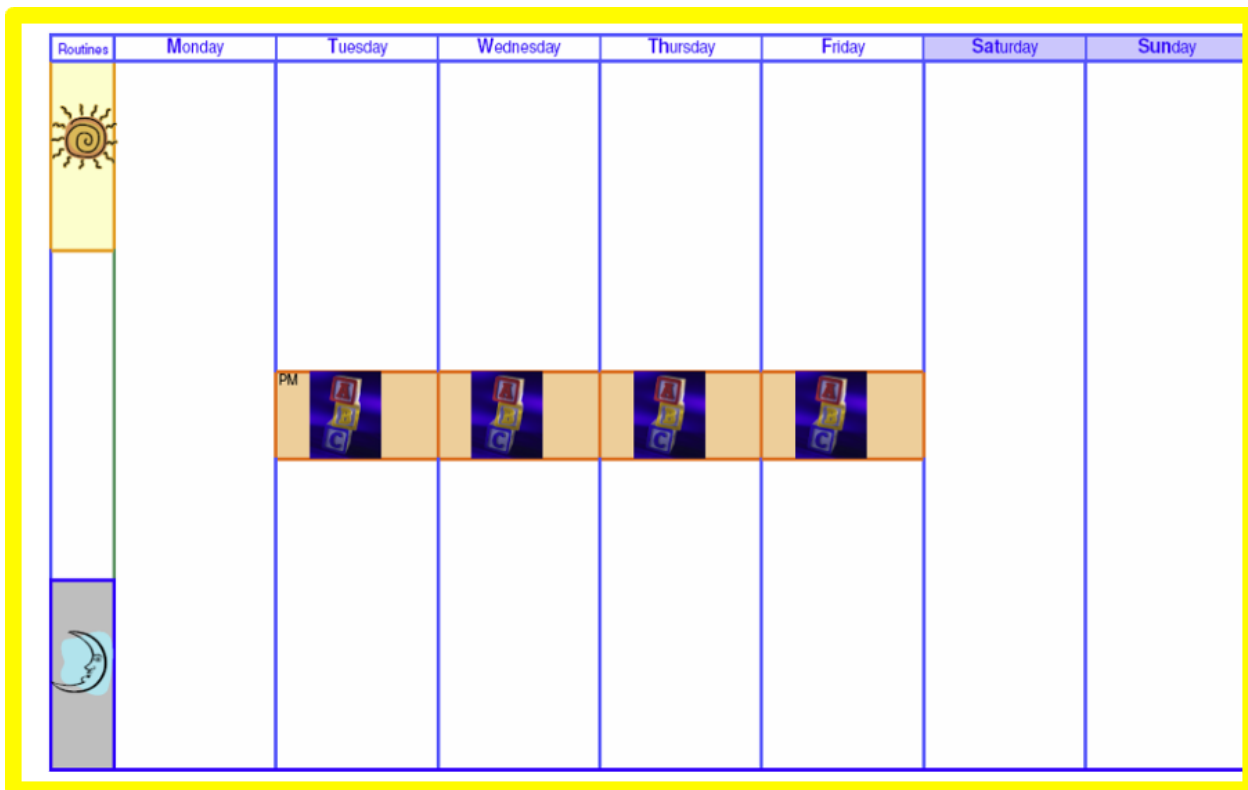 Routines Monday Tuesday Wednesday Thursday Friday Saturday Sunday
PM
A A A A
B B B B
C C C C